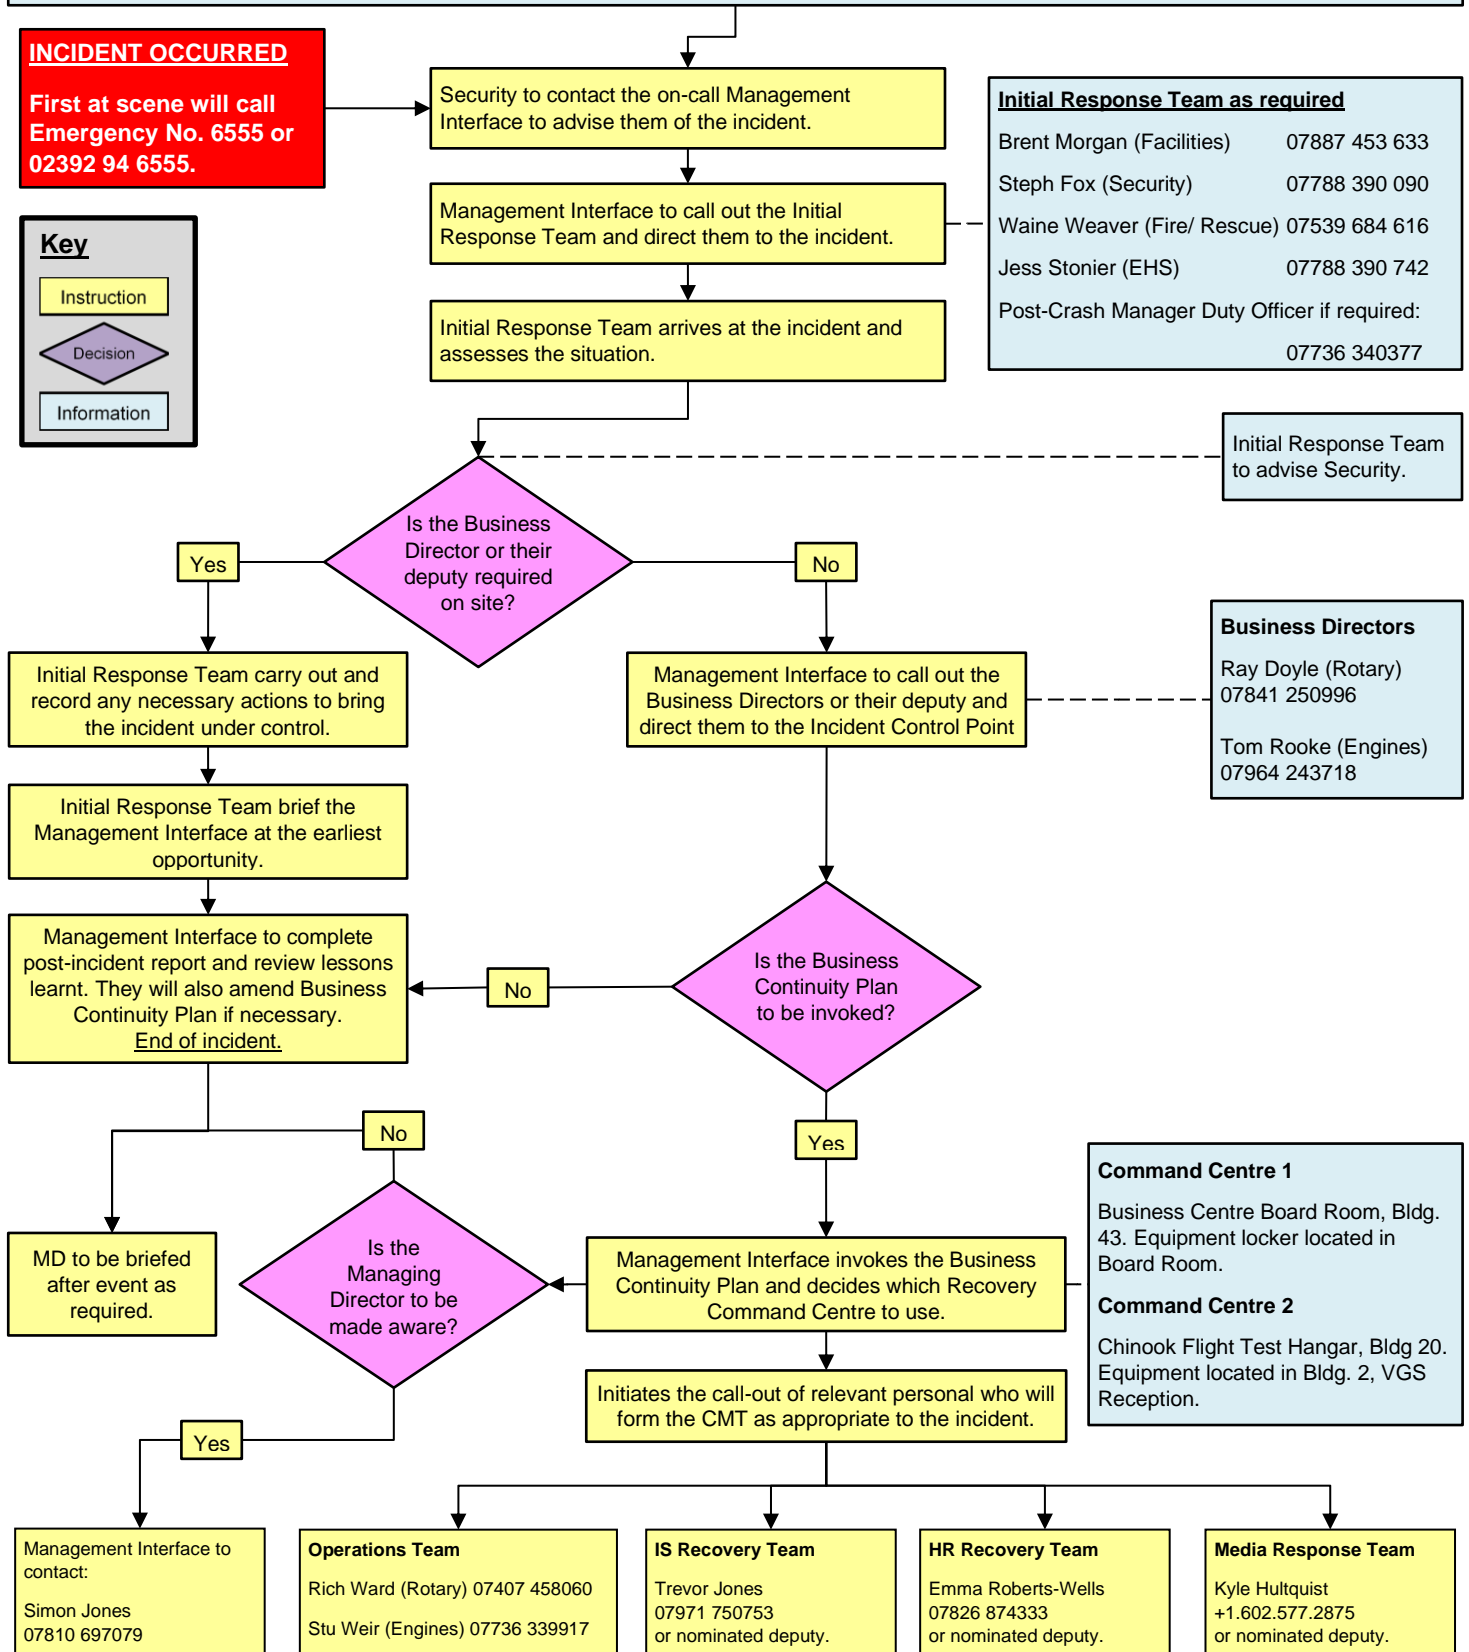 INCIDENT OCCURRED
First at scene will call
Emergency No. 6555 or
02392 94 6555.
Security to contact the on-call Management
Interface to advise them of the incident.
Initial Response Team as required
Brent Morgan (Facilities) 07887 453 633
Steph Fox (Security) 07788 390 090
Waine Weaver (Fire/ Rescue) 07539 684 616
Jess Stonier (EHS) 07788 390 742
Post-Crash Manager Duty Officer if required:
07736 340377
Management Interface to call out the Initial
Response Team and direct them to the incident.
Key
Instruction
Decision
Information
Initial Response Team arrives at the incident and
assesses the situation.
Initial Response Team
to advise Security.
Is the Business
Director or their
deputy required
on site?
Yes
No
Business Directors
Ray Doyle (Rotary)
07841 250996
Tom Rooke (Engines)
07964 243718
Initial Response Team carry out and
record any necessary actions to bring
the incident under control.
Management Interface to call out the
Business Directors or their deputy and
direct them to the Incident Control Point
Initial Response Team brief the
Management Interface at the earliest
opportunity.
Management Interface to complete
post-incident report and review lessons
learnt. They will also amend Business
Continuity Plan if necessary.
End of incident.
No
Is the Business
Continuity Plan
to be invoked?
No
Yes
Command Centre 1
Business Centre Board Room, Bldg.
43. Equipment locker located in
Board Room.
Command Centre 2
Chinook Flight Test Hangar, Bldg 20.
Equipment located in Bldg. 2, VGS
Reception.
MD to be briefed
after event as
required.
Is the
Managing
Director to be
made aware?
Management Interface invokes the Business
Continuity Plan and decides which Recovery
Command Centre to use.
Initiates the call-out of relevant personal who will
form the CMT as appropriate to the incident.
Yes
Management Interface to
contact:
Simon Jones
07810 697079
Operations Team
Rich Ward (Rotary) 07407 458060
Stu Weir (Engines) 07736 339917
IS Recovery Team
Trevor Jones
07971 750753
or nominated deputy.
HR Recovery Team
Emma Roberts-Wells
07826 874333
or nominated deputy.
Media Response Team
Kyle Hultquist
+1.602.577.2875
or nominated deputy.